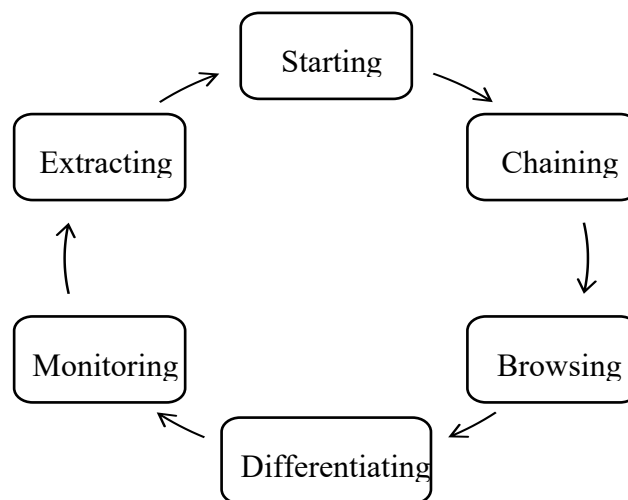 Starting
Chaining
Browsing
Differentiating
Monitoring
Extracting